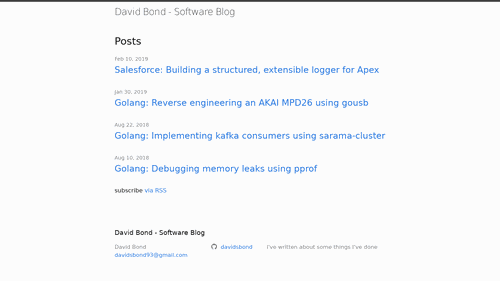 David Bond - Software Blog
Posts
Feb 10, 2019
Salesforce: Building a structured, extensible logger for Apex
Jan 30, 2019
Golang: Reverse engineering an AKAI MPD26 using gousb
Aug 22, 2018
Golang: Implementing kafka consumers using sarama-cluster
Aug 10, 2018
Golang: Debugging memory leaks using pprof
subscribe via RSS
David Bond - Software Blog
David Bond
davidsbond93@gmail.com
davidsbond
I've written about some things I've done